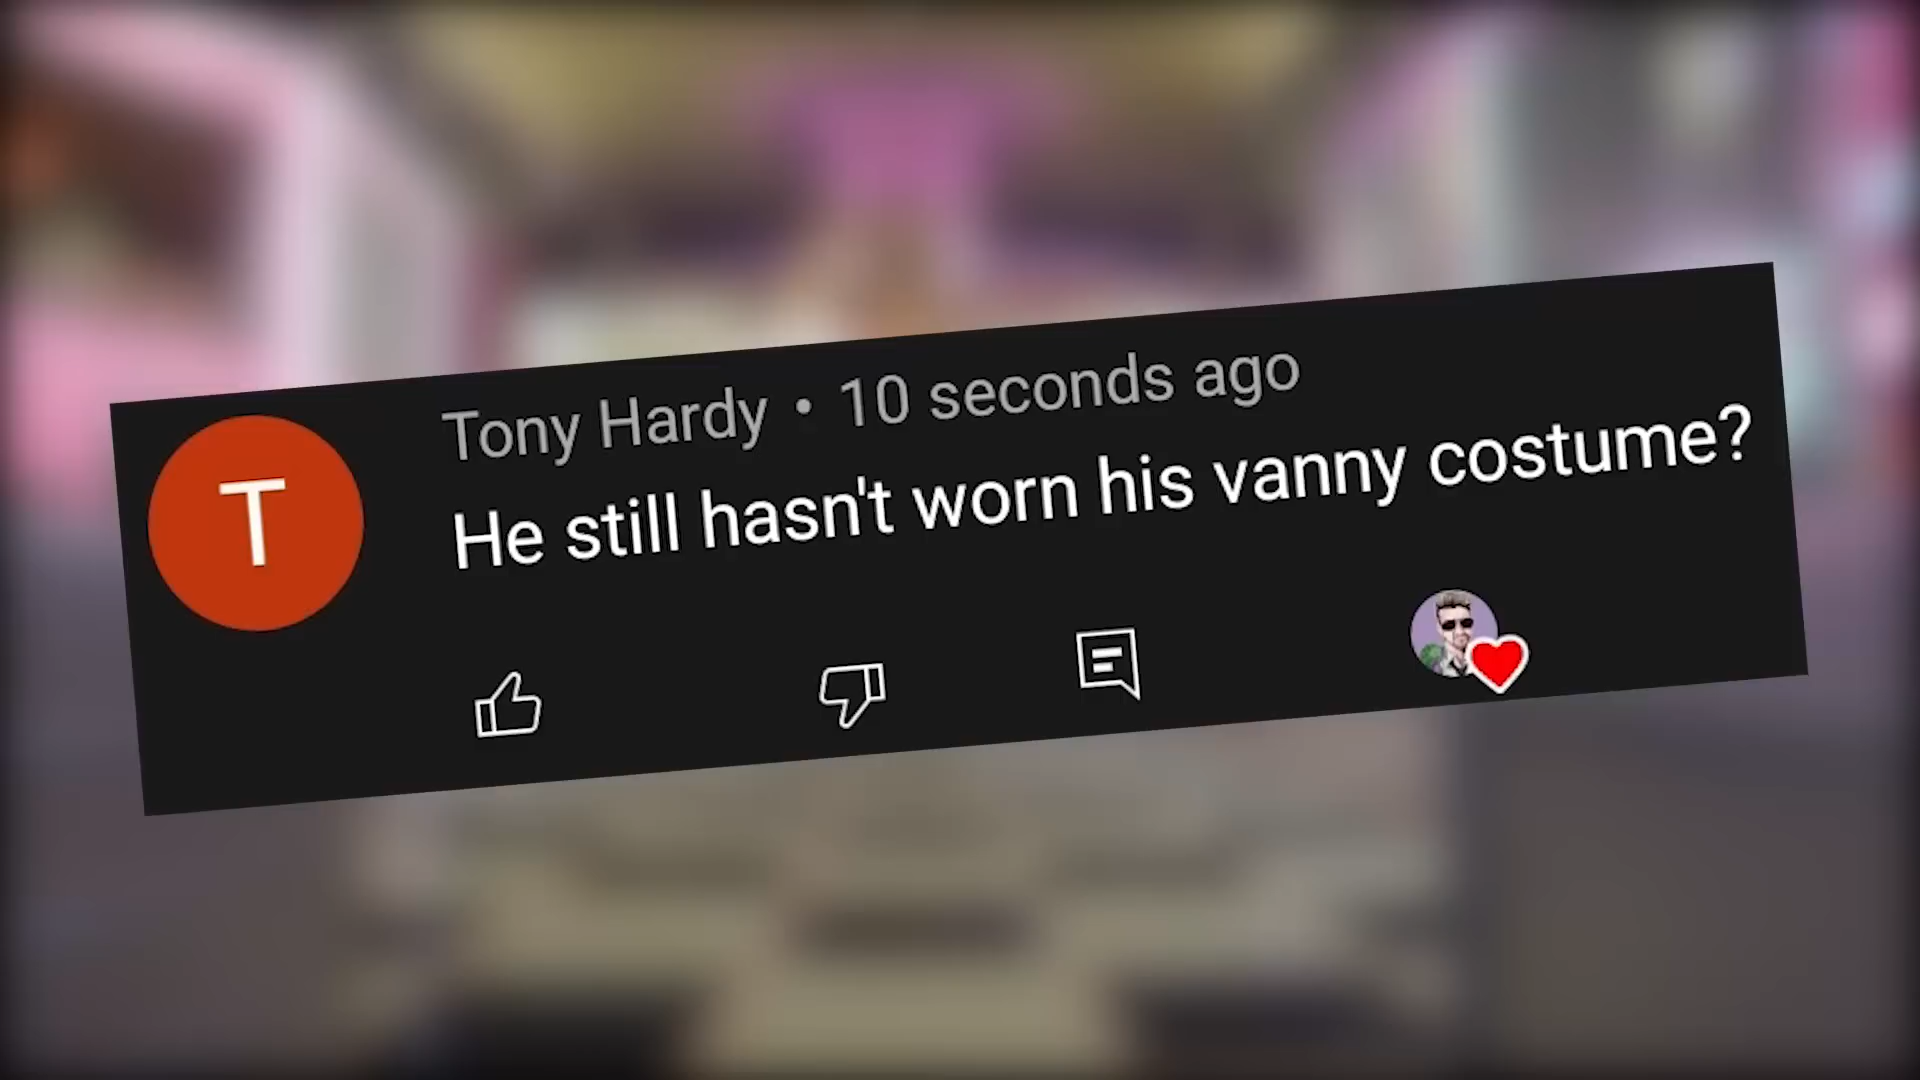 T
Tony Hardy • 10 seconds ago
He still hasn't worn his vanny costume?